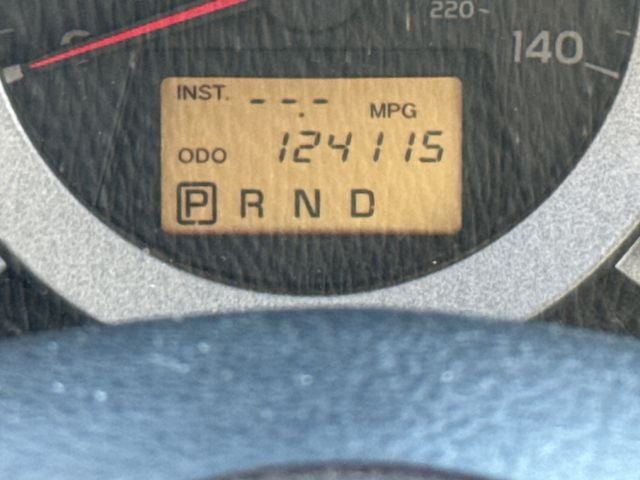 220
140
INST. --.- MPG
ODO 124115
P R N D